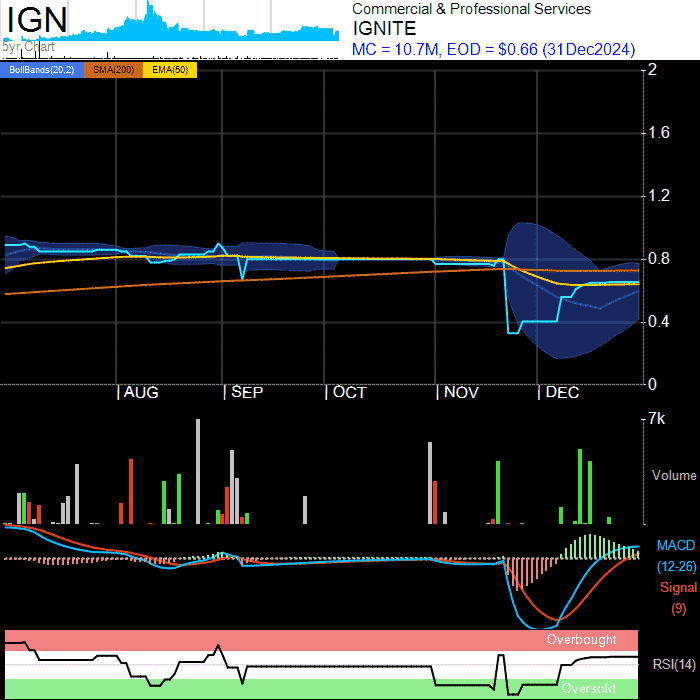 IGN
5yr Chart
Commercial & Professional Services
IGNITE
MC = 10.7M, EOD = $0.66 (31Dec2024)
BollBands(20,2) SMA(200) EMA(50)
2
1.6
1.2
0.8
0.4
0
AUG SEP OCT NOV DEC
7k
Volume
MACD
(12-26)
Signal
(9)
Overbought
RSI(14)
Oversold